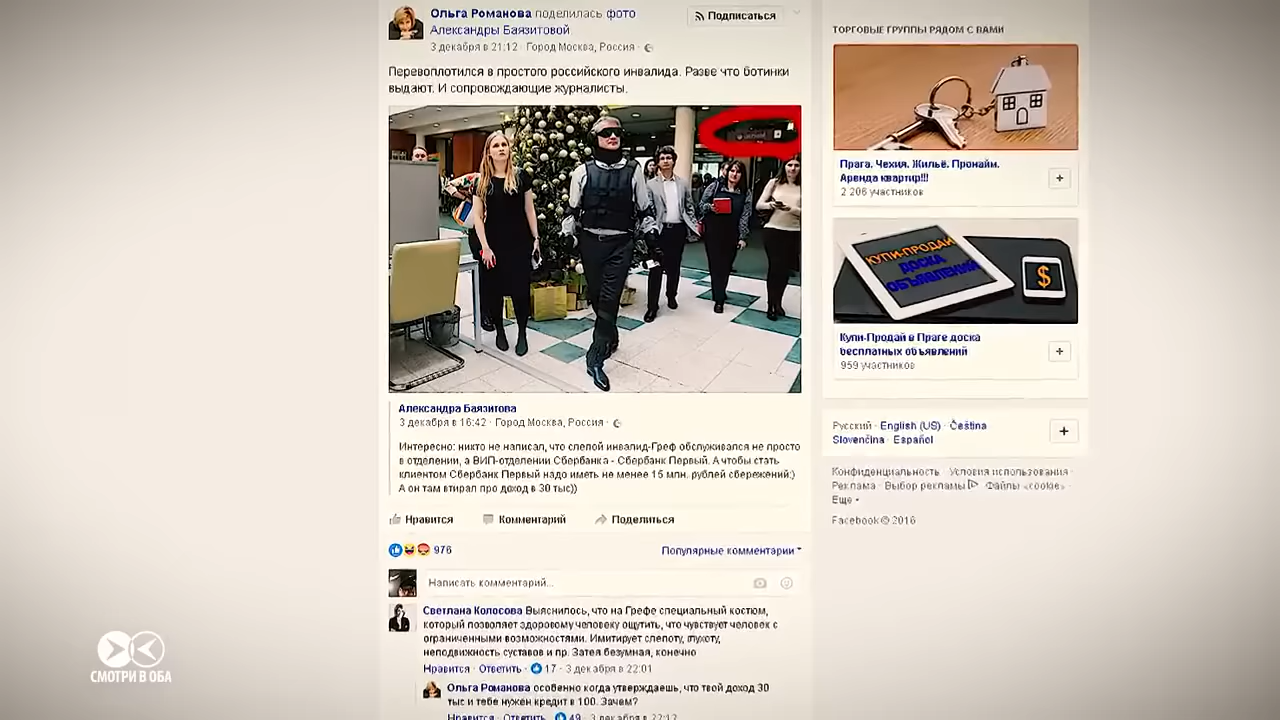 Ольга Романова поделилась фото
Александры Баязитовой
3 декабря в 21:12 · Город Москва, Россия ·
Подписаться
Перевоплотился в простого российского инвалида. Разве что ботинки
выдают. И сопровождающие журналисты.
Александра Баязитова
3 декабря в 16:42 · Город Москва, Россия ·
Интересно: никто не написал, что слепой инвалид-Греф обслуживался не просто
в отделении, а ВИП-отделении Сбербанка - Сбербанк Первый. А чтобы стать
клиентом Сбербанк Первый надо иметь не менее 15 млн. рублей сбережений:)
А он там втирал про доход в 30 тыс))
Нравится Комментарий Поделиться
976
Популярные комментарии
Написать комментарий...
Светлана Колосова Выяснилось, что на Грефе специальный костюм,
который позволяет здоровому человеку ощутить, что чувствует человек с
ограниченными возможностями. Имитирует слепоту, глухоту,
неподвижность суставов и пр. Затея безумная, конечно
Нравится · Ответить · 17 · 3 декабря в 22:01
Ольга Романова особенно когда утверждаешь, что твой доход 30
тыс и тебе нужен кредит в 100. Зачем?
Нравится · Ответить · 49 · 3 декабря в 22:12
ТОРГОВЫЕ ГРУППЫ РЯДОМ С ВАМИ
Прага. Чехия. Жильё. Пронайм.
Аренда квартир!!!
2 206 участников
КУПИ-ПРОДАЙ
ДОСКА
ОБЪЯВЛЕНИЙ
$
Купи-Продай в Праге доска
бесплатных объявлений
959 участников
Русский · English (US) · Čeština
Slovenčina · Español
Конфиденциальность · Условия использования ·
Реклама · Выбор рекламы · Файлы «cookie» ·
Еще
Facebook © 2016
СМОТРИ В ОБА